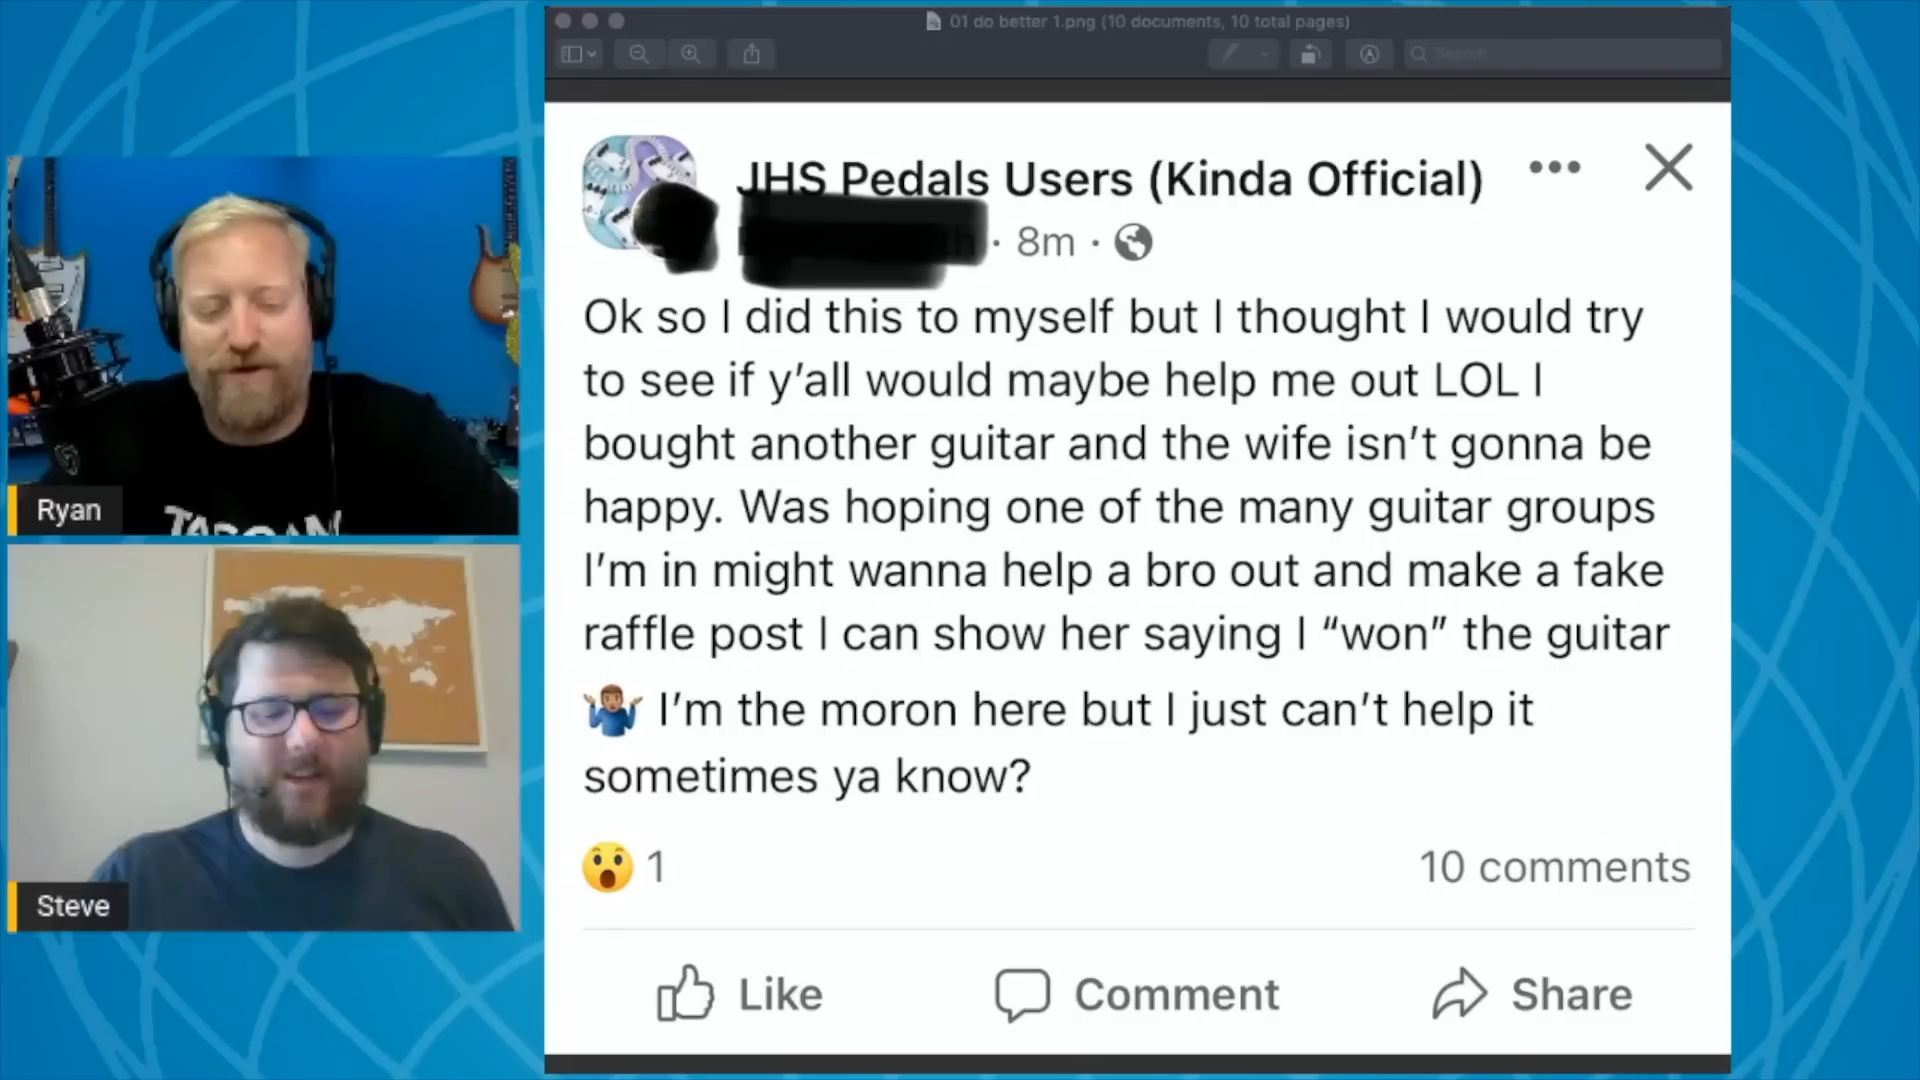 01 do better 1.png (10 documents, 10 total pages)
Search
JHS Pedals Users (Kinda Official)
· 8m ·
Ok so I did this to myself but I thought I would try
to see if y’all would maybe help me out LOL I
bought another guitar and the wife isn’t gonna be
happy. Was hoping one of the many guitar groups
I’m in might wanna help a bro out and make a fake
raffle post I can show her saying I “won” the guitar
🤷🏽‍♂️ I’m the moron here but I just can’t help it
sometimes ya know?
1
10 comments
Like
Comment
Share
Ryan
Steve